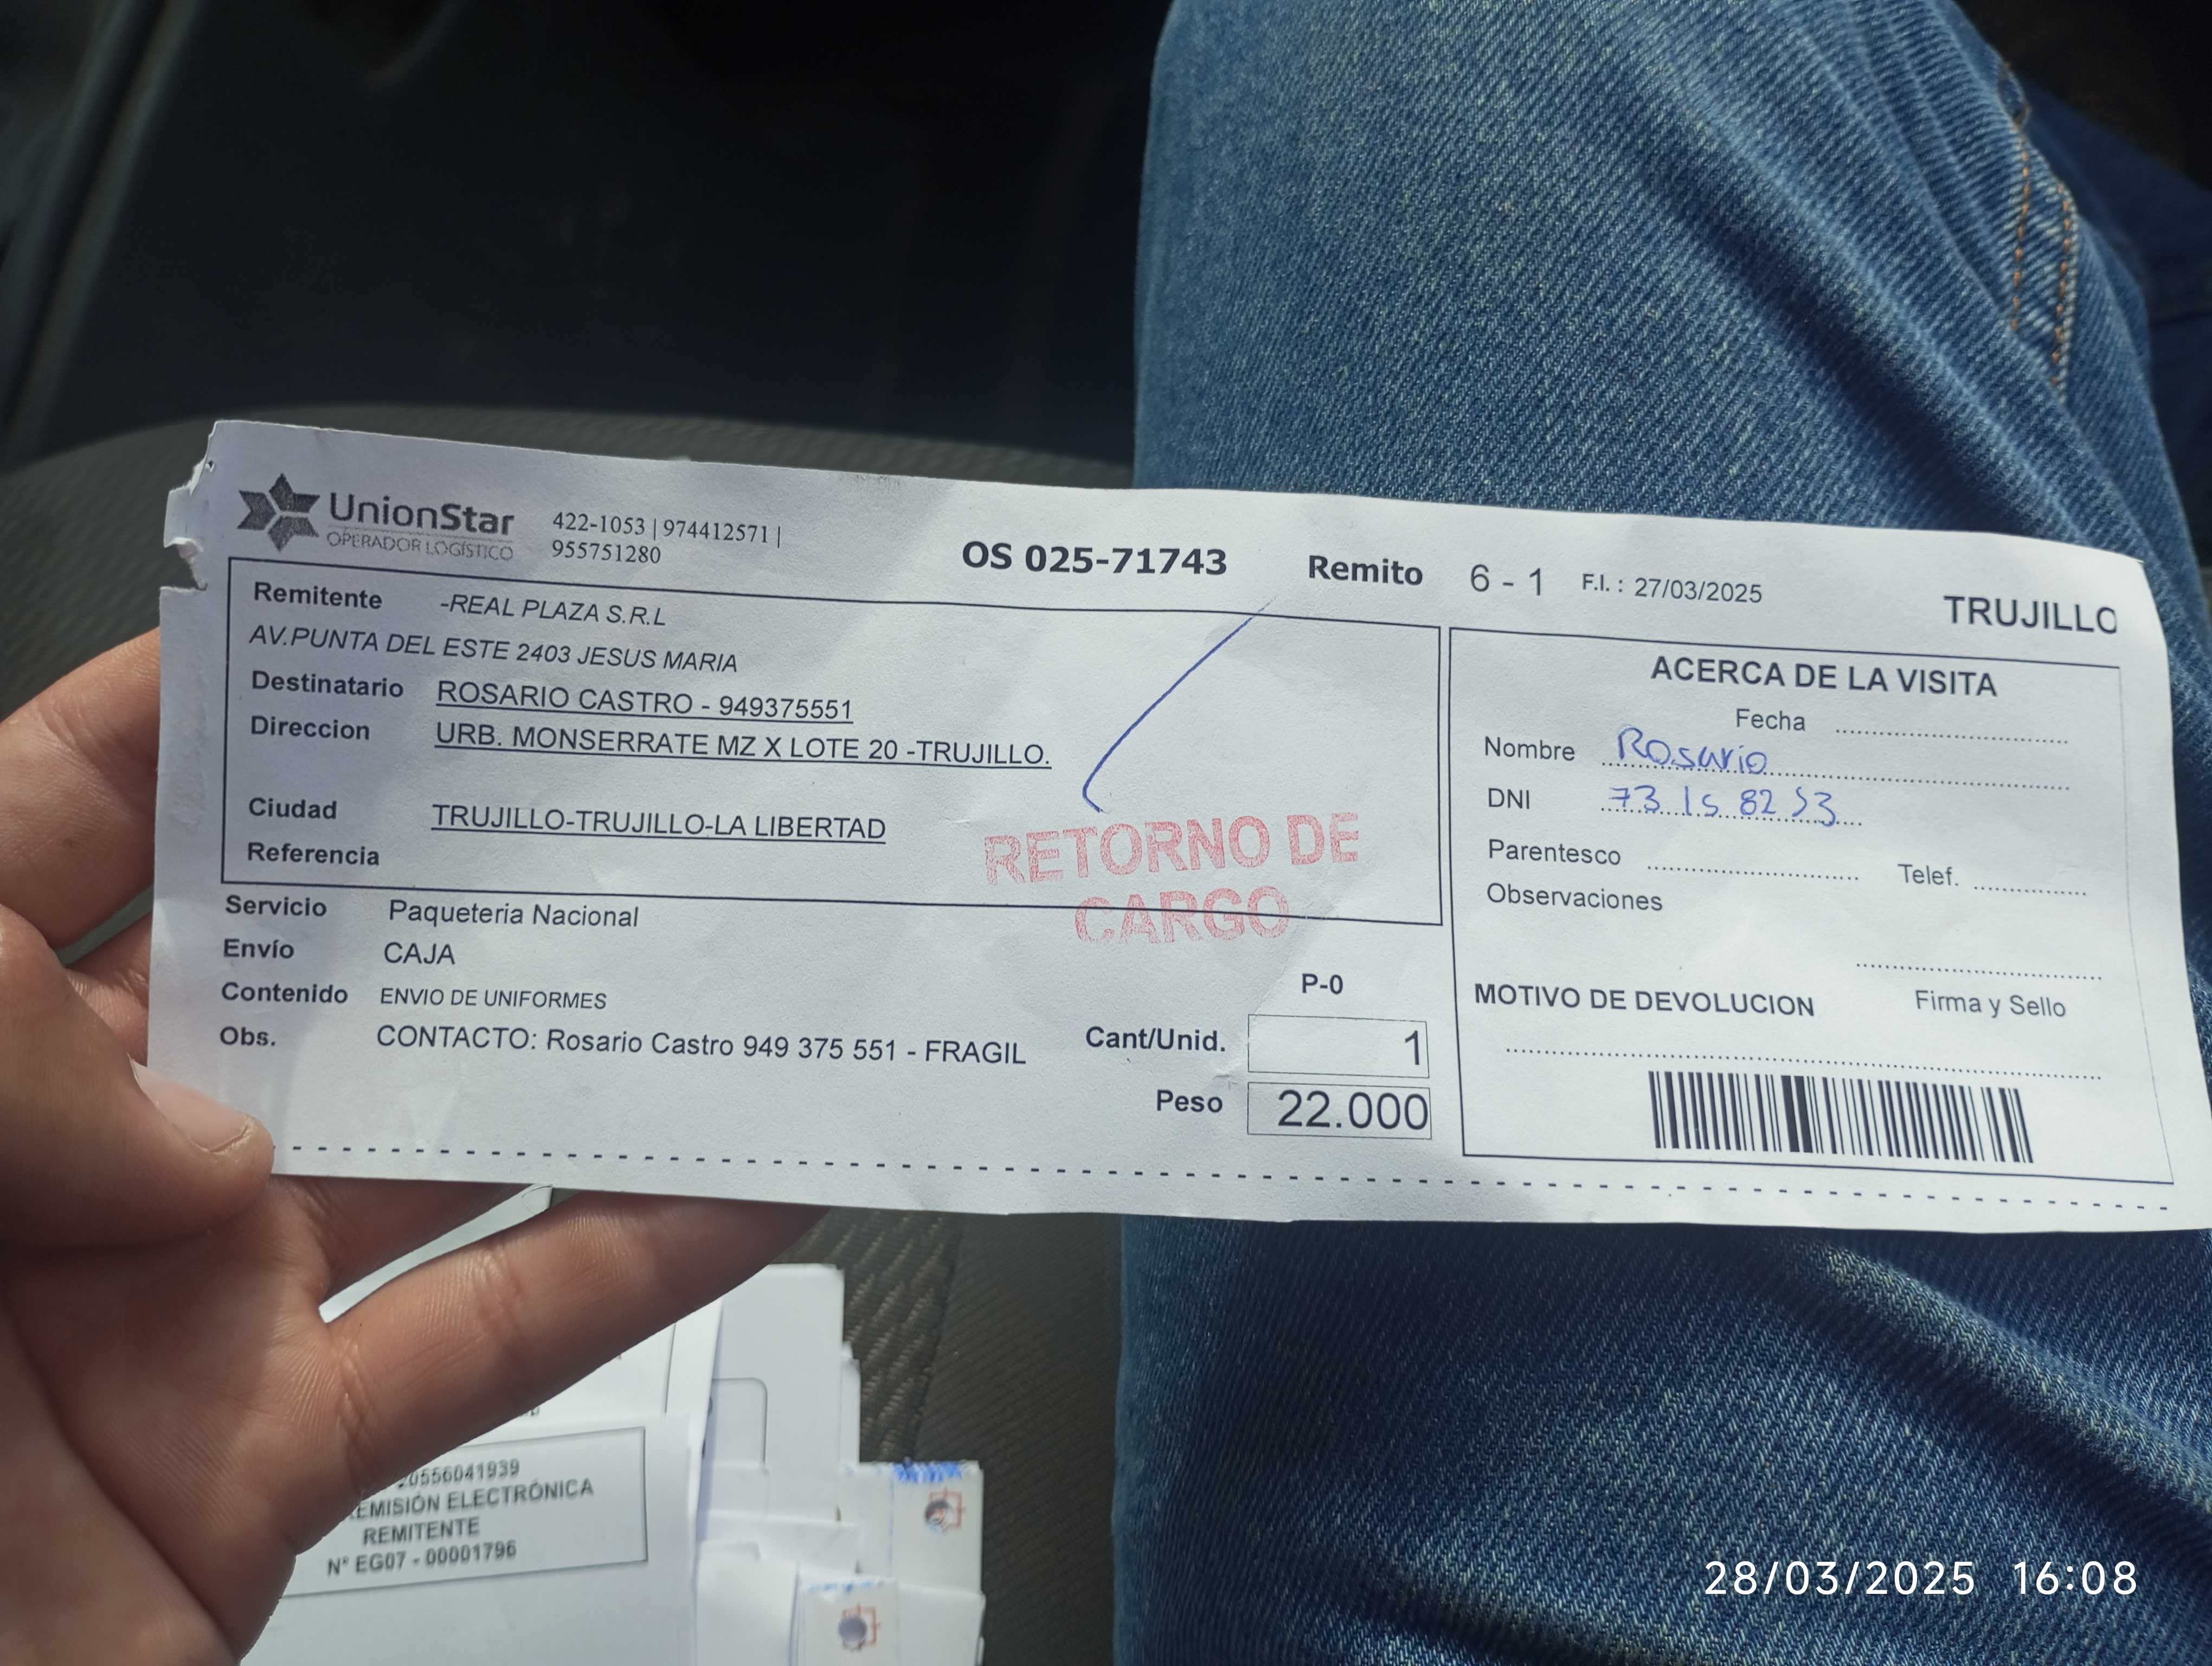 UnionStar
OPERADOR LOGÍSTICO
422-1053 | 974412571 |
955751280
OS 025-71743
Remito 6 - 1 F.I. : 27/03/2025
TRUJILLO
Remitente -REAL PLAZA S.R.L
AV.PUNTA DEL ESTE 2403 JESUS MARIA
Destinatario ROSARIO CASTRO - 949375551
Direccion URB. MONSERRATE MZ X LOTE 20 -TRUJILLO.
Ciudad TRUJILLO-TRUJILLO-LA LIBERTAD
Referencia
RETORNO DE
CARGO
Servicio Paqueteria Nacional
Envío CAJA
Contenido ENVIO DE UNIFORMES
Obs. CONTACTO: Rosario Castro 949 375 551 - FRAGIL
P-0
Cant/Unid. 1
Peso 22.000
ACERCA DE LA VISITA
Fecha
Nombre Rosario
DNI 73 15 82 53
Parentesco Telef.
Observaciones
MOTIVO DE DEVOLUCION Firma y Sello
0556041939
EMISIÓN ELECTRÓNICA
REMITENTE
N° EG07 - 00001796
28/03/2025 16:08